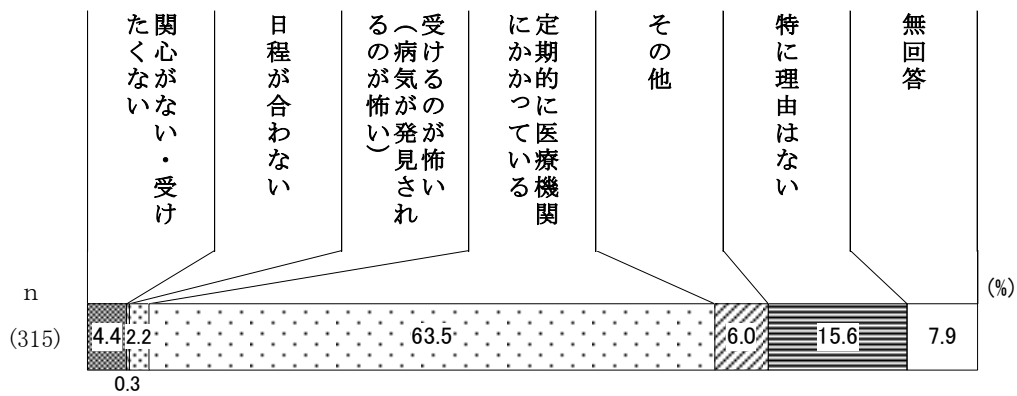 関心がない・受け
たくない
日程が合わない
受けるのが怖い
（病気が発見され
るのが怖い）
定期的に医療機関
にかかっている
その他
特に理由はない
無回答
(%)
n
(315)
4.4
0.3
2.2
63.5
6.0
15.6
7.9